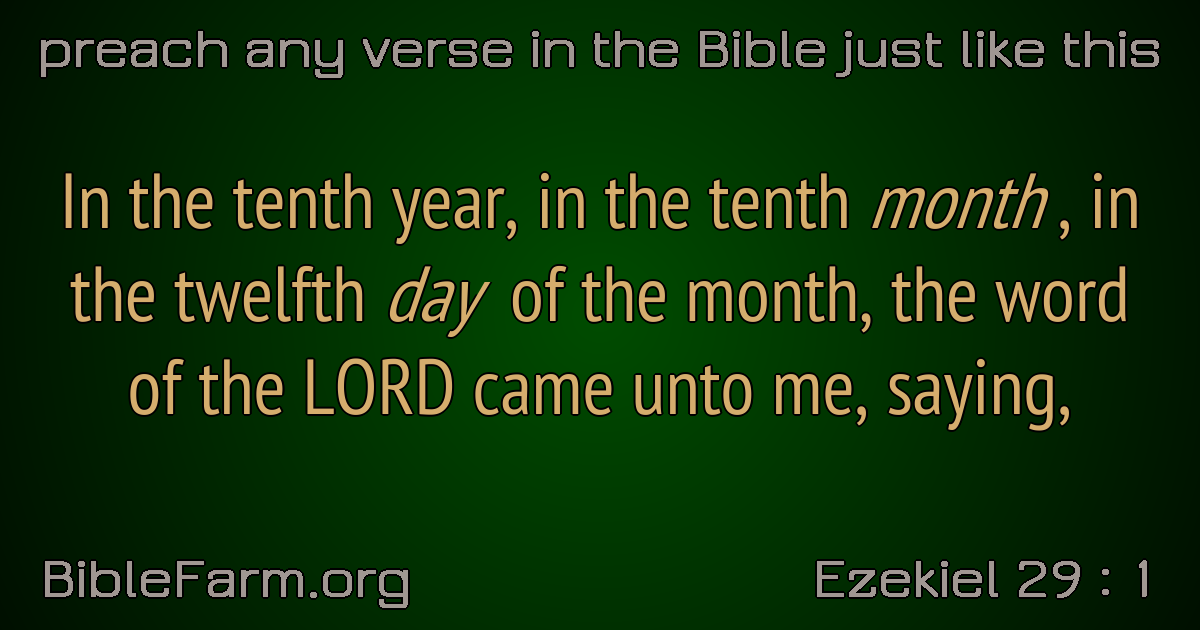 preach any verse in the Bible just like this
In the tenth year, in the tenth month , in
the twelfth day of the month, the word
of the LORD came unto me, saying,
BibleFarm.org
Ezekiel 29 : 1